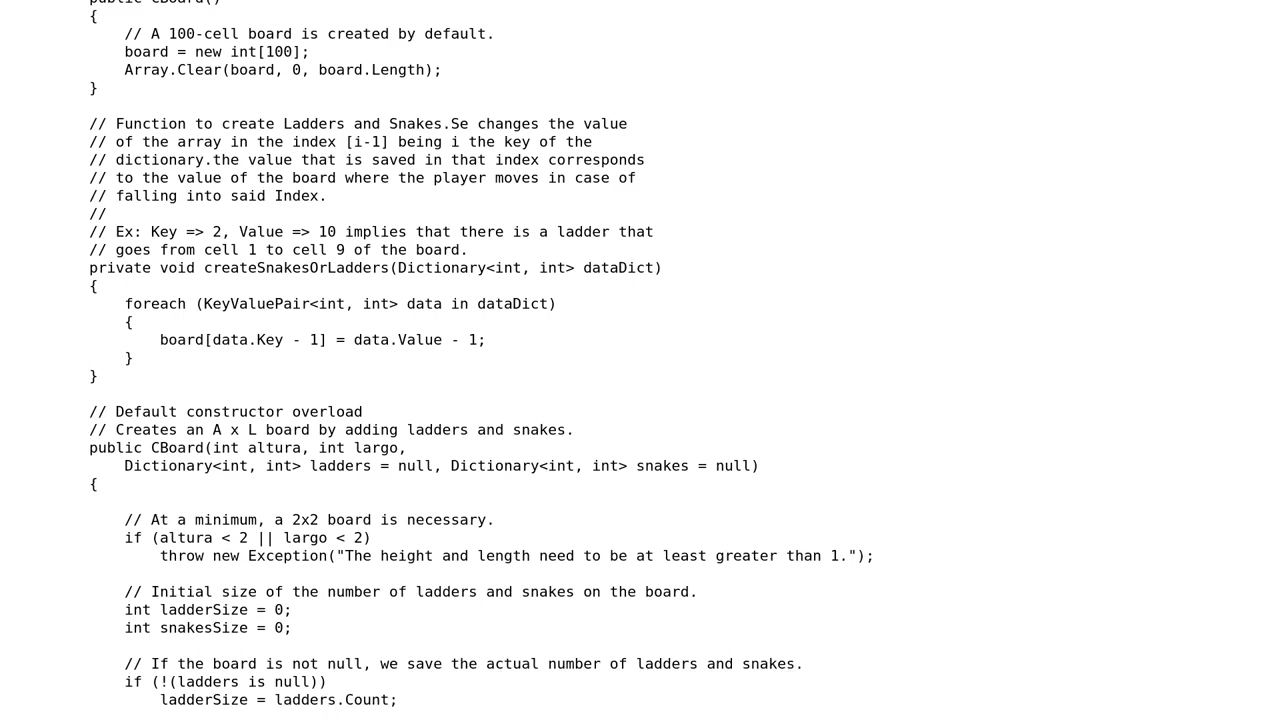 public CBoard()
{
// A 100-cell board is created by default.
board = new int[100];
Array.Clear(board, 0, board.Length);
}
// Function to create Ladders and Snakes.Se changes the value
// of the array in the index [i-1] being i the key of the
// dictionary.the value that is saved in that index corresponds
// to the value of the board where the player moves in case of
// falling into said Index.
//
// Ex: Key => 2, Value => 10 implies that there is a ladder that
// goes from cell 1 to cell 9 of the board.
private void createSnakesOrLadders(Dictionary<int, int> dataDict)
{
foreach (KeyValuePair<int, int> data in dataDict)
{
board[data.Key - 1] = data.Value - 1;
}
}
// Default constructor overload
// Creates an A x L board by adding ladders and snakes.
public CBoard(int altura, int largo,
Dictionary<int, int> ladders = null, Dictionary<int, int> snakes = null)
{
// At a minimum, a 2x2 board is necessary.
if (altura < 2 || largo < 2)
throw new Exception("The height and length need to be at least greater than 1.");
// Initial size of the number of ladders and snakes on the board.
int ladderSize = 0;
int snakesSize = 0;
// If the board is not null, we save the actual number of ladders and snakes.
if (!(ladders is null))
ladderSize = ladders.Count;